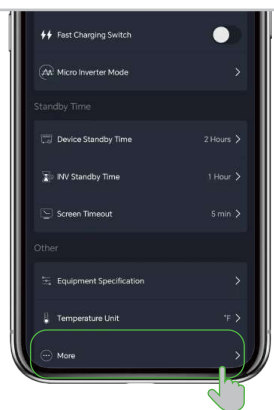 Fast Charging Switch
Micro Inverter Mode
Standby Time
Device Standby Time 2 Hours
INV Standby Time 1 Hour
Screen Timeout 5 min
Other
Equipment Specification
Temperature Unit °F
More